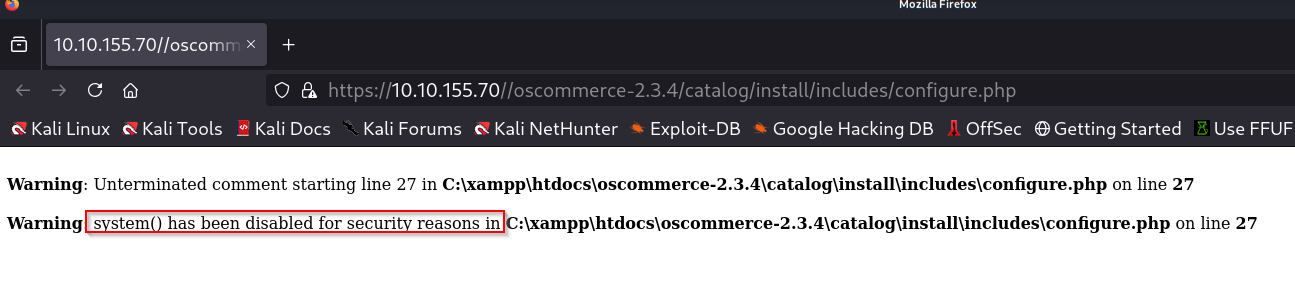 Mozilla Firefox
10.10.155.70//oscomm
https://10.10.155.70//oscommerce-2.3.4/catalog/install/includes/configure.php
Kali Linux Kali Tools Kali Docs Kali Forums Kali NetHunter Exploit-DB Google Hacking DB OffSec Getting Started Use FFUF
Warning: Unterminated comment starting line 27 in C:\xampp\htdocs\oscommerce-2.3.4\catalog\install\includes\configure.php on line 27
Warning: system() has been disabled for security reasons in C:\xampp\htdocs\oscommerce-2.3.4\catalog\install\includes\configure.php on line 27